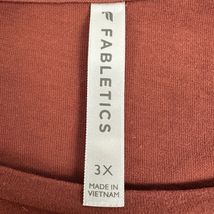 FABLETICS
3X
MADE IN
VIETNAM